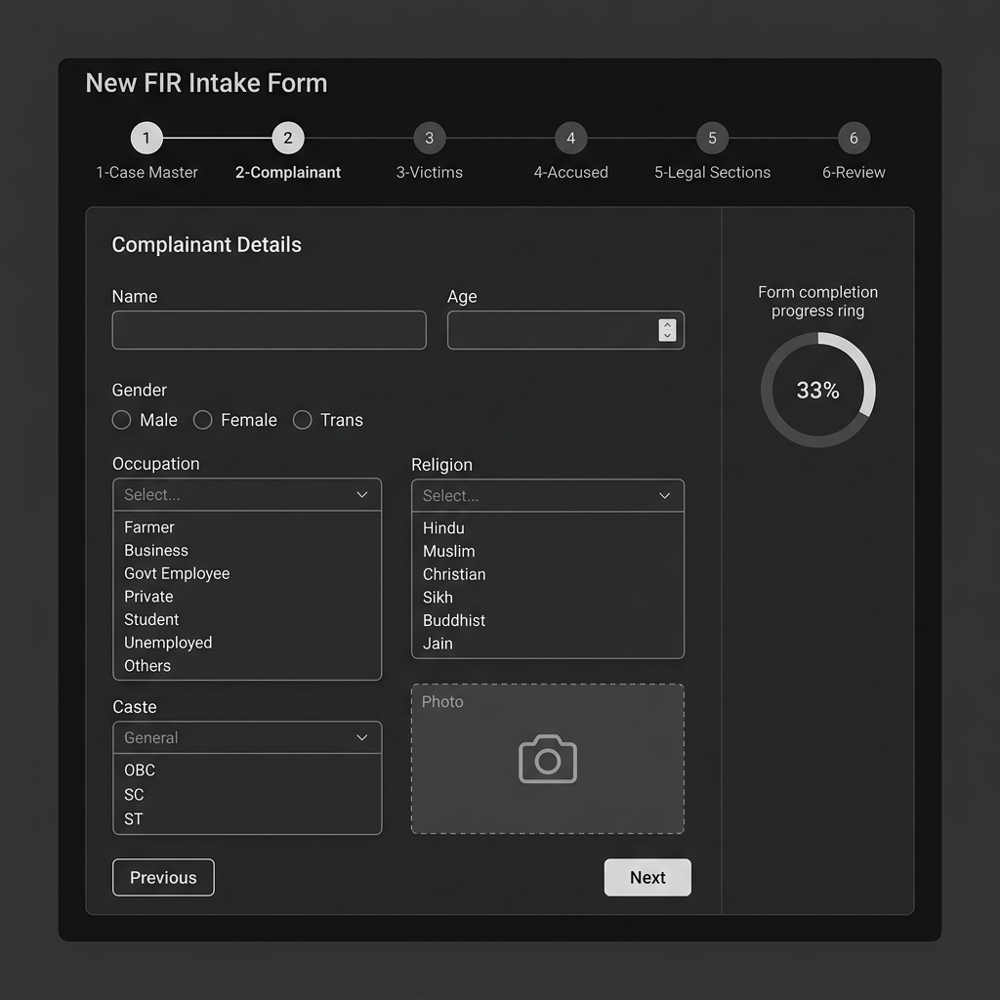 New FIR Intake Form
1 2 3 4 5 6
1-Case Master 2-Complainant 3-Victims 4-Accused 5-Legal Sections 6-Review
Complainant Details
Name
Age
Gender
Male Female Trans
Occupation
Select...
Farmer
Business
Govt Employee
Private
Student
Unemployed
Others
Religion
Select...
Hindu
Muslim
Christian
Sikh
Buddhist
Jain
Caste
General
OBC
SC
ST
Photo
Previous
Next
Form completion
progress ring
33%